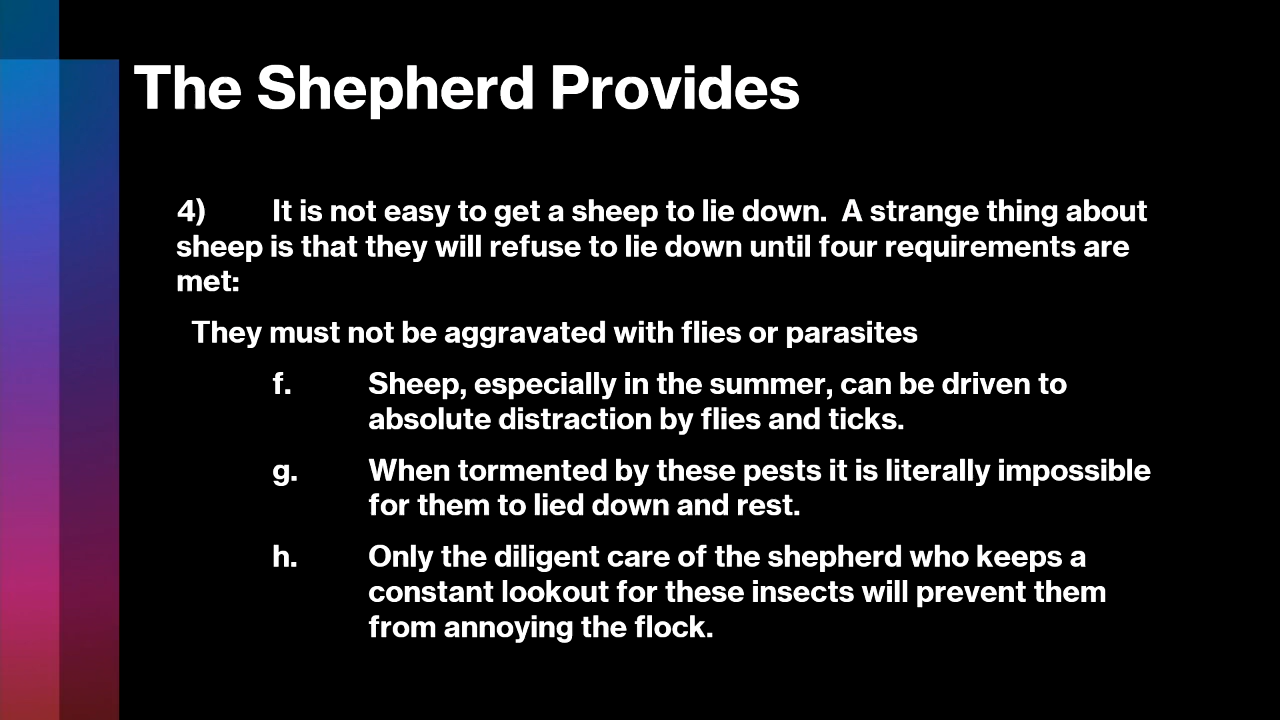 The Shepherd Provides
4) It is not easy to get a sheep to lie down.  A strange thing about
sheep is that they will refuse to lie down until four requirements are
met:
They must not be aggravated with flies or parasites
f. Sheep, especially in the summer, can be driven to
absolute distraction by flies and ticks.
g. When tormented by these pests it is literally impossible
for them to lied down and rest.
h. Only the diligent care of the shepherd who keeps a
constant lookout for these insects will prevent them
from annoying the flock.